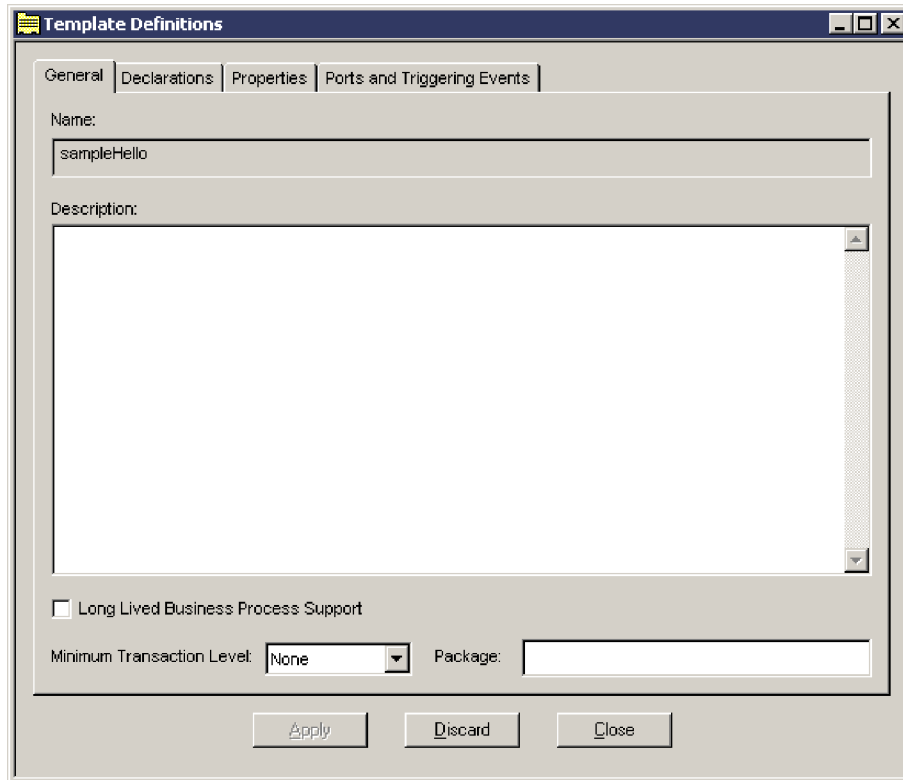 Template Definitions
General Declarations Properties Ports and Triggering Events
Name:
sampleHello
Description:
Long Lived Business Process Support
Minimum Transaction Level: None Package:
Apply Discard Close